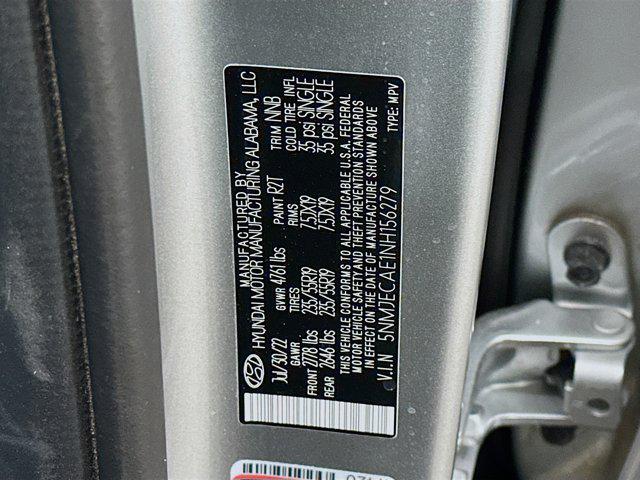 MANUFACTURED BY
HYUNDAI MOTOR MANUFACTURING ALABAMA, LLC
Jul/30/22 GVWR 4761 lbs PAINT R2T TRIM NNB
GAWR TIRES RIMS COLD TIRE INFL
FRONT 2778 lbs 235/55R19 7.5JX19 35 psi SINGLE
REAR 2646 lbs 235/55R19 7.5JX19 35 psi SINGLE
THIS VEHICLE CONFORMS TO ALL APPLICABLE U.S.A. FEDERAL
MOTOR VEHICLE SAFETY AND THEFT PREVENTION STANDARDS
IN EFFECT ON THE DATE OF MANUFACTURE SHOWN ABOVE
V.I.N 5NMJECAE1NH156279 TYPE: MPV